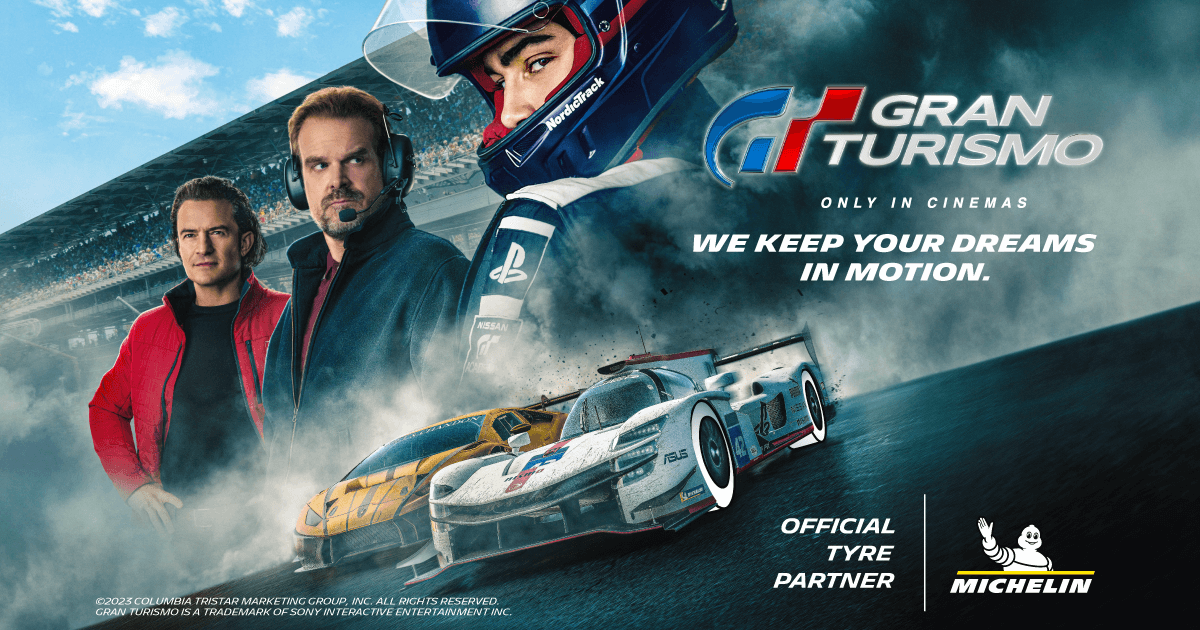 NordicTrack
GRAN
TURISMO
ONLY IN CINEMAS
WE KEEP YOUR DREAMS
IN MOTION.
NISSAN
ASUS
42
OFFICIAL
TYRE
PARTNER
MICHELIN
©2023 COLUMBIA TRISTAR MARKETING GROUP, INC. ALL RIGHTS RESERVED.
GRAN TURISMO IS A TRADEMARK OF SONY INTERACTIVE ENTERTAINMENT INC.